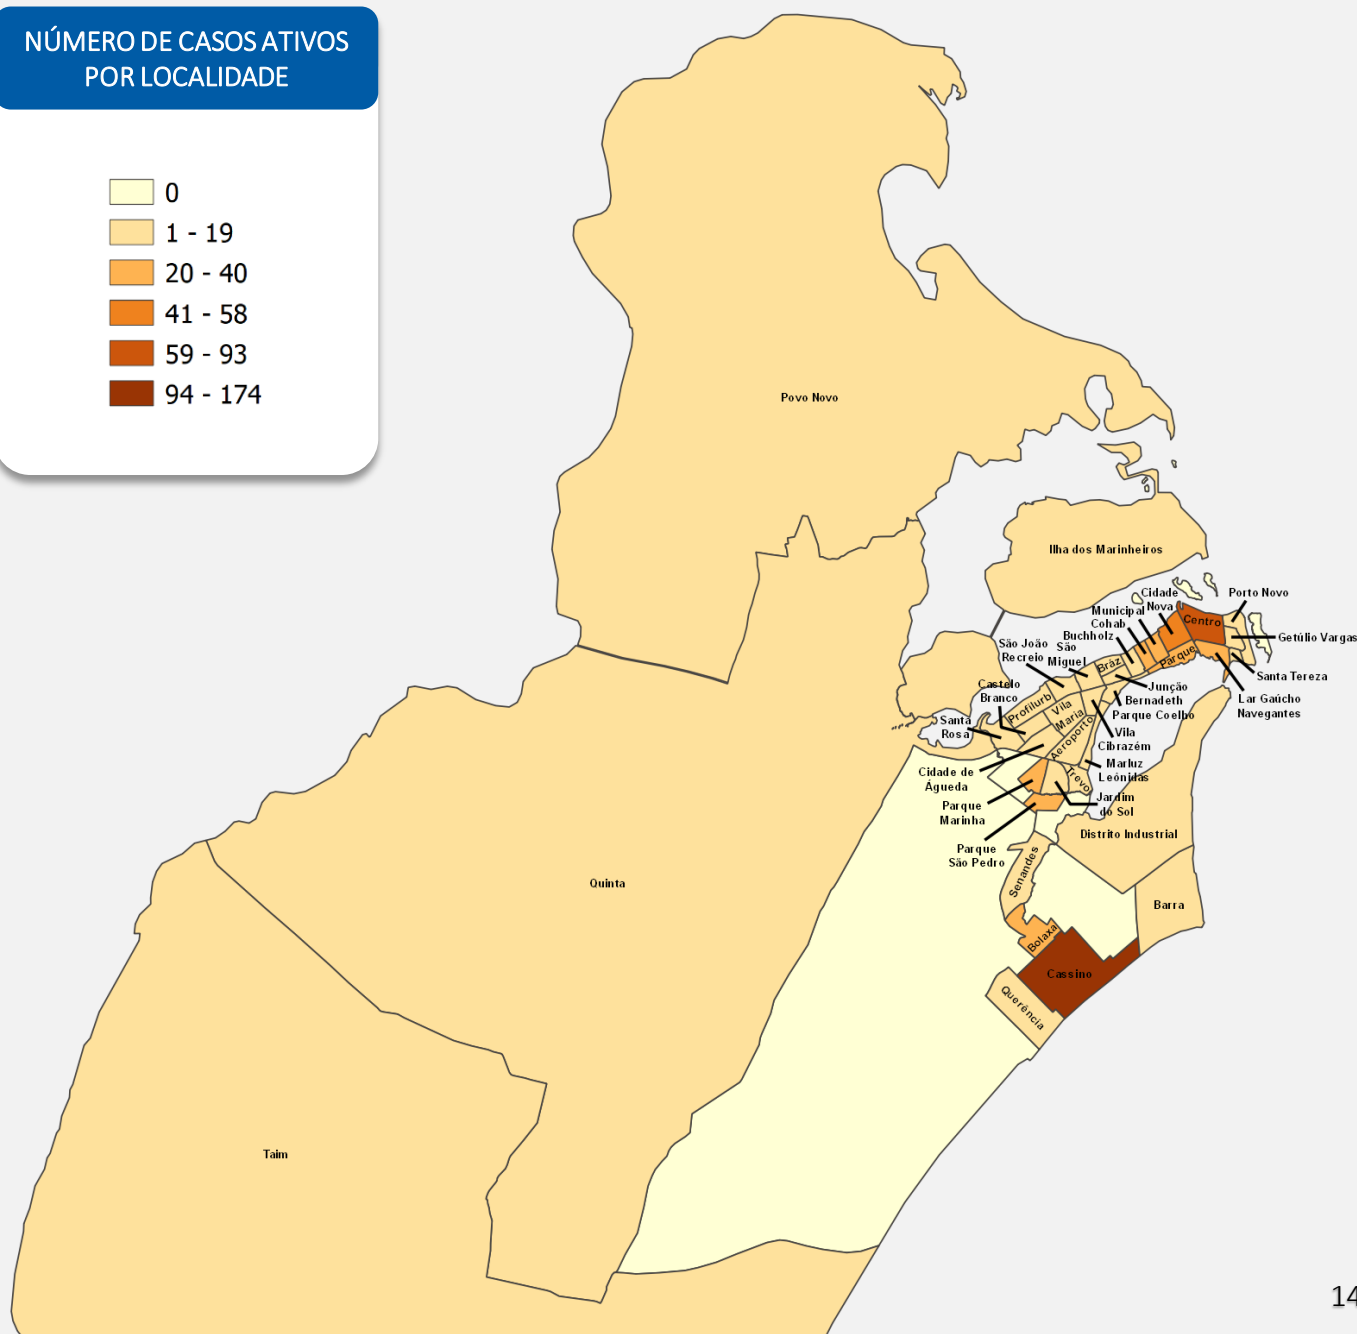 NÚMERO DE CASOS ATIVOS
POR LOCALIDADE
0
1 - 19
20 - 40
41 - 58
59 - 93
94 - 174
Povo Novo
Ilha dos Marinheiros
Cidade
Nova
Porto Novo
Municipal
Cohab
Buchholz
Centro
Getúlio Vargas
São João
Recreio
São
Miguel
Bráz
Parque
Santa Tereza
Castelo
Branco
Junção
Bernadeth
Parque Coelho
Lar Gaúcho
Navegantes
Profilurb
Vila
Maria
Santa
Rosa
Aeroporto
Vila
Cibrazém
Cidade de
Águeda
Marluz
Leónidas
Trevo
Parque
Marinha
Jardim
do Sol
Distrito Industrial
Parque
São Pedro
Senandes
Quinta
Barra
Bolaxa
Cassino
Querência
Taim
14